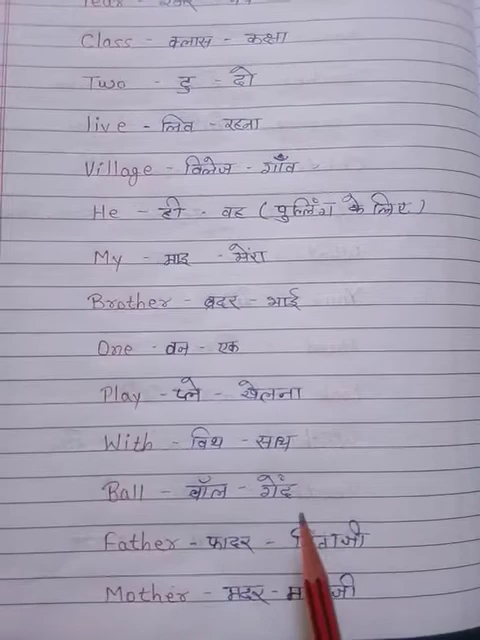 Class - क्लास - कक्षा
Two - टु - दो
live - लिव - रहना
Village - विलेज - गाँव
He - ही - वह (पुल्लिंग के लिए)
My - माइ - मेरा
Brother - ब्रदर - भाई
One - वन - एक
Play - प्ले - खेलना
With - विथ - साथ
Ball - बॉल - गेंद
Father - फादर -
Mother - मदर -